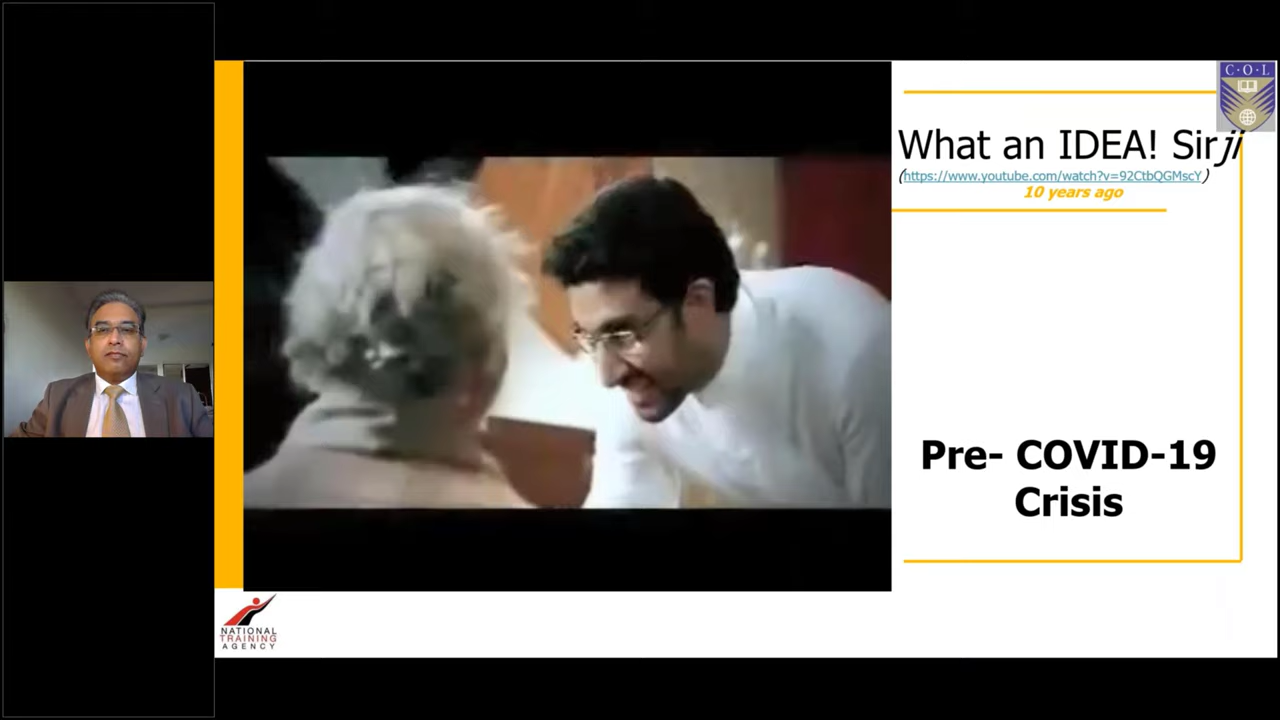 C·O·L
What an IDEA! Sirji
(https://www.youtube.com/watch?v=92CtbQGMscY)
10 years ago
Pre- COVID-19
Crisis
NATIONAL
TRAINING
AGENCY